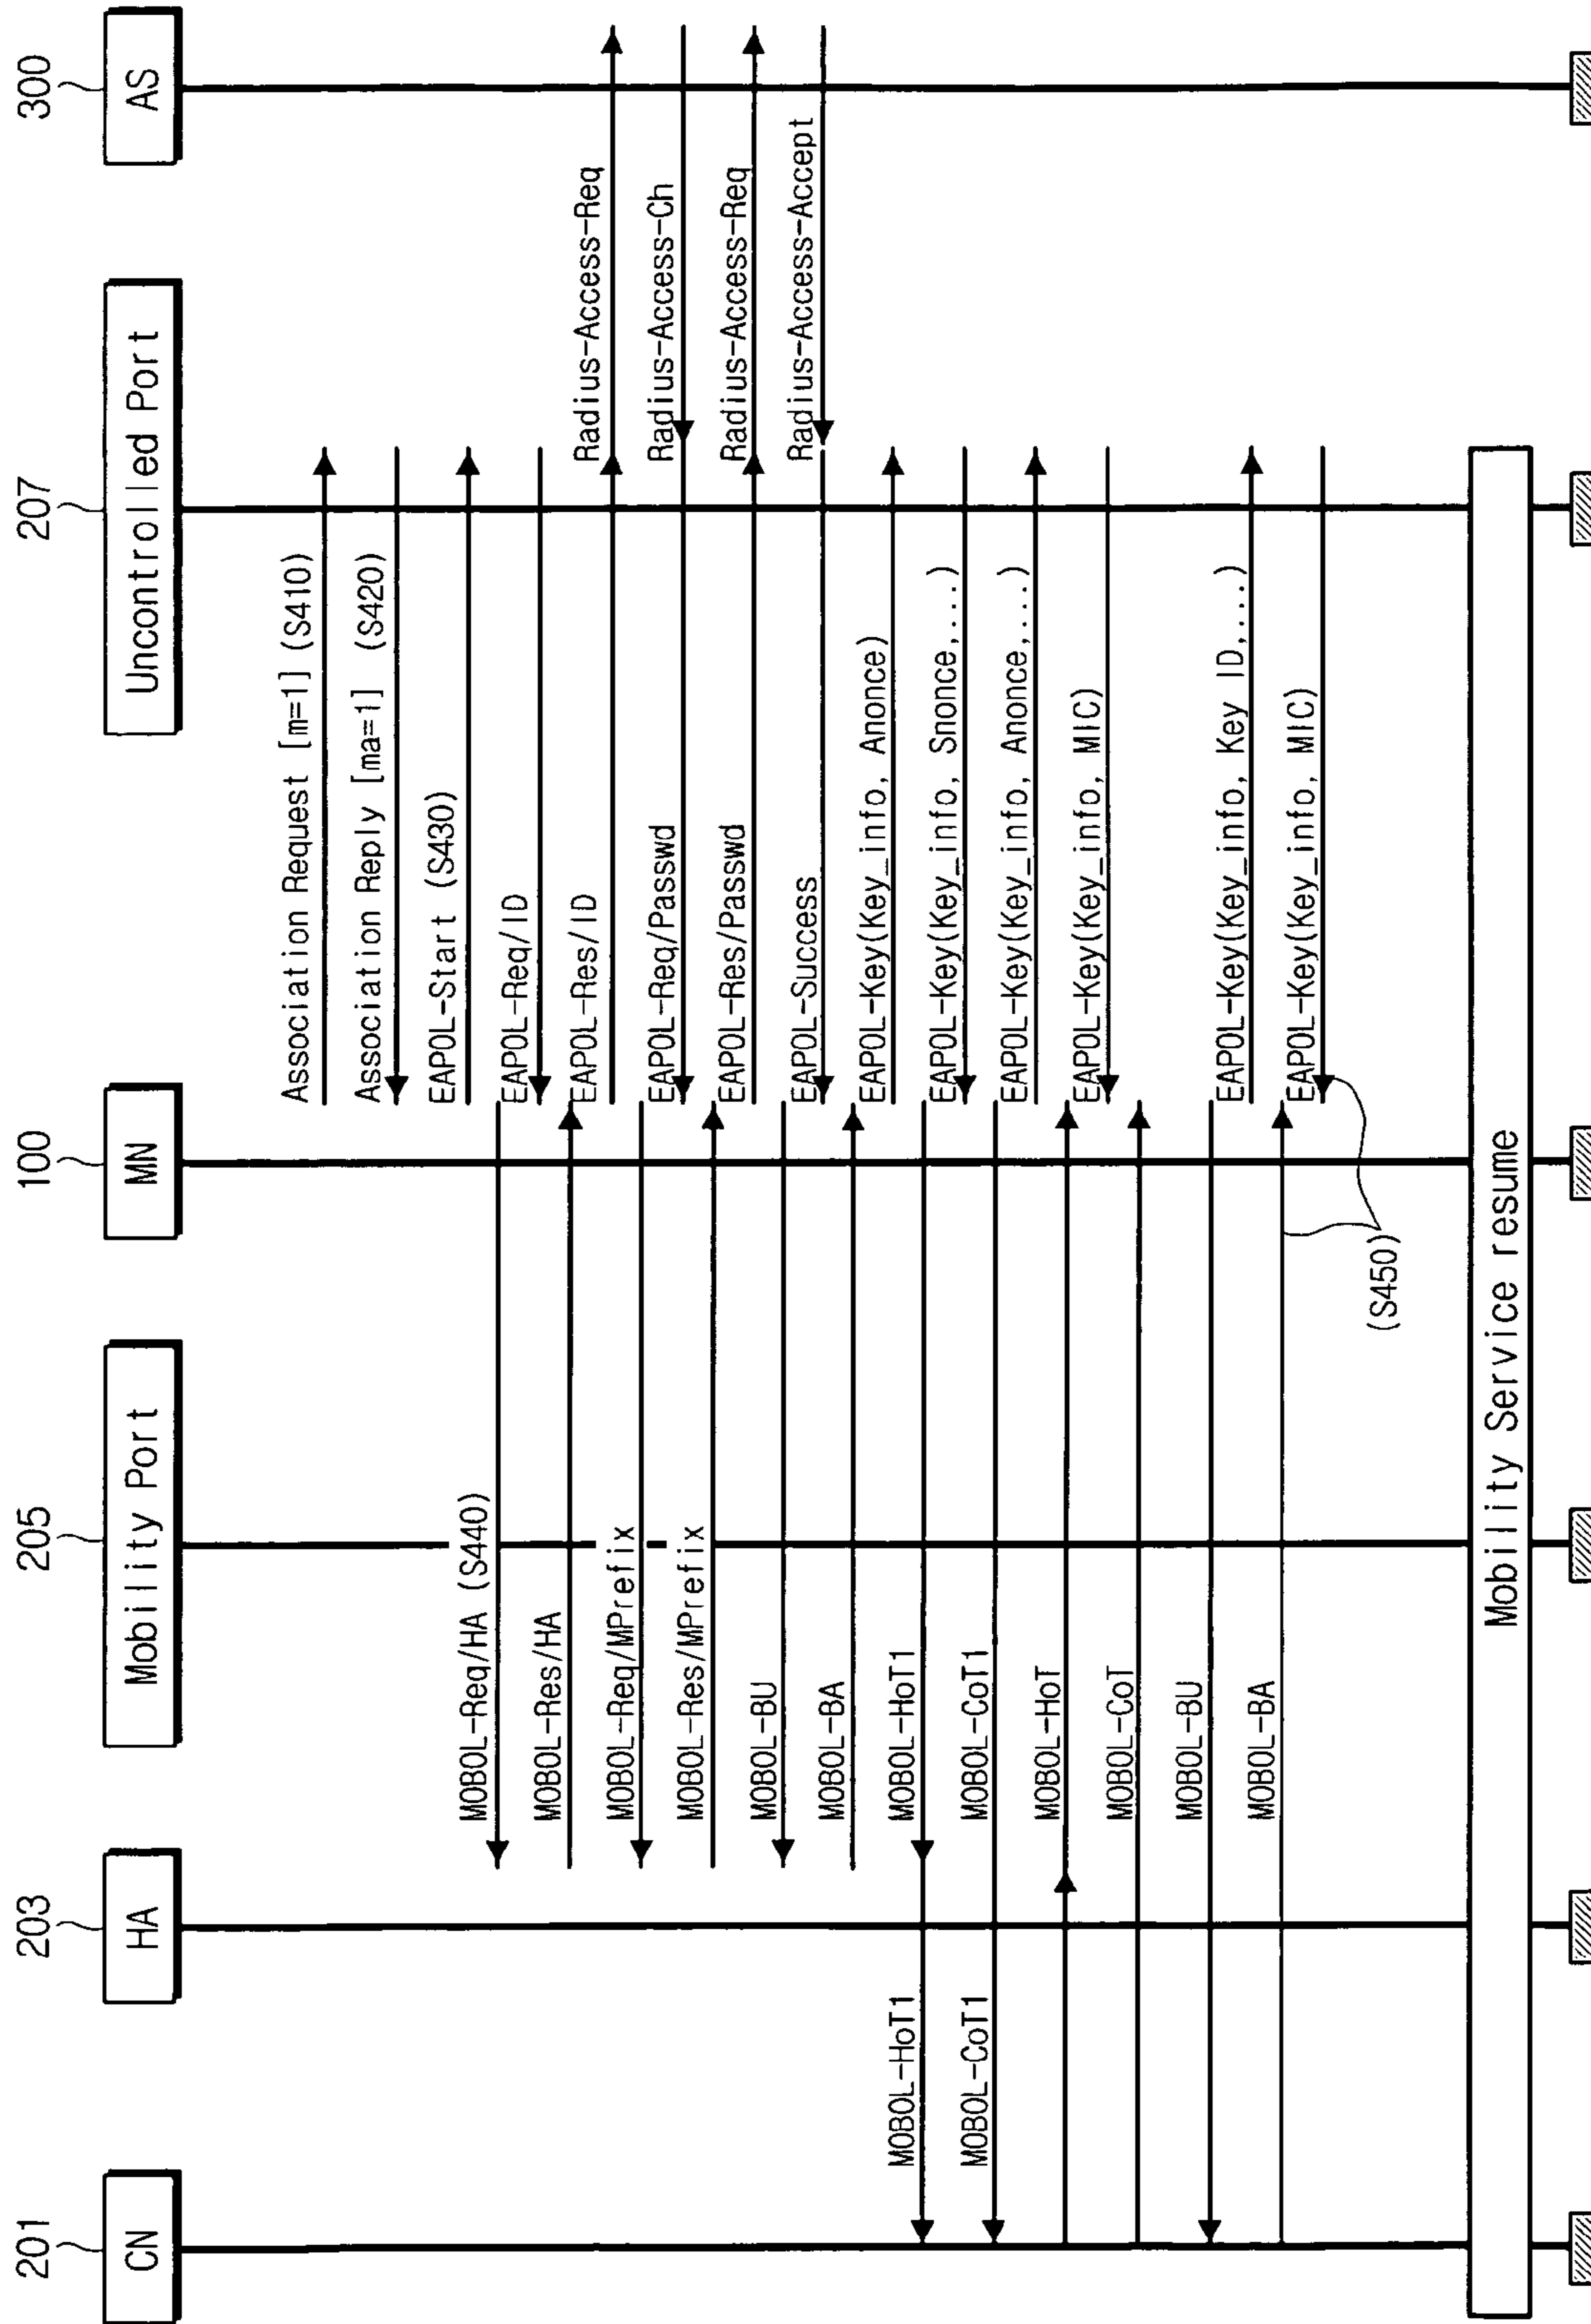 201
203
205
100
207
300
CN
HA
Mobility Port
MN
Uncontrolled Port
AS
Association Request [m=1] (S410)
Association Reply [ma=1] (S420)
EAPOL-Start (S430)
MOBOL-Req/HA (S440)
EAPOL-Req/ID
MOBOL-Res/HA
EAPOL-Res/ID
Radius-Access-Req
MOBOL-Req/MPrefix
EAPOL-Req/Passwd
Radius-Access-Ch
MOBOL-Res/MPrefix
EAPOL-Res/Passwd
Radius-Access-Req
MOBOL-BU
EAPOL-Success
Radius-Access-Accept
MOBOL-BA
EAPOL-Key(Key_info, Anonce)
MOBOL-HoT1
MOBOL-HoT1
EAPOL-Key(Key_info, Snonce,...)
MOBOL-CoT1
MOBOL-CoT1
EAPOL-Key(Key_info, Anonce,...)
MOBOL-HoT
EAPOL-Key(Key_info, MIC)
MOBOL-CoT
MOBOL-BU
EAPOL-Key(Key_info, Key ID,...)
MOBOL-BA
EAPOL-Key(Key_info, MIC)
(S450)
Mobility Service resume